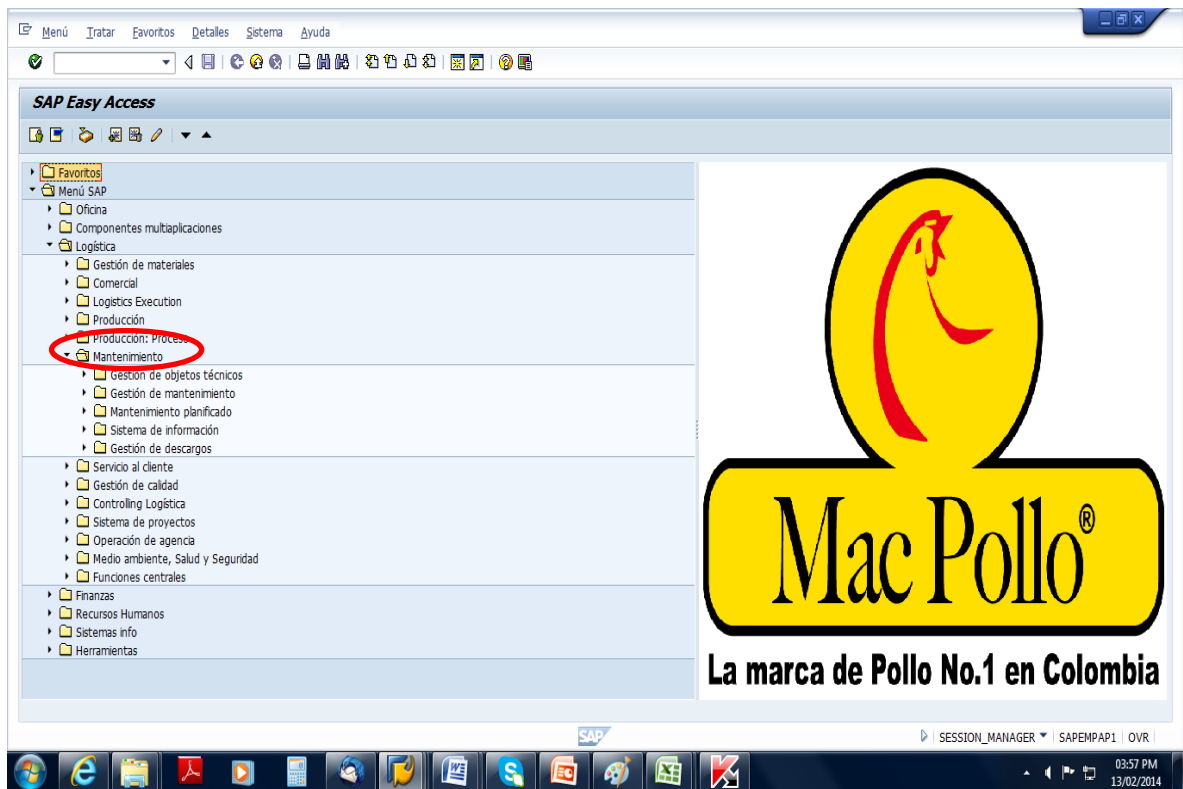 Menú Tratar Favoritos Detalles Sistema Ayuda
SAP Easy Access
Favoritos
Menú SAP
Oficina
Componentes multiaplicaciones
Logística
Gestión de materiales
Comercial
Logistics Execution
Producción
Producción: Proceso
Mantenimiento
Gestión de objetos técnicos
Gestión de mantenimiento
Mantenimiento planificado
Sistema de información
Gestión de descargos
Servicio al cliente
Gestión de calidad
Controlling Logística
Sistema de proyectos
Operación de agencia
Medio ambiente, Salud y Seguridad
Funciones centrales
Finanzas
Recursos Humanos
Sistemas info
Herramientas
Mac Pollo®
La marca de Pollo No.1 en Colombia
SAP
SESSION_MANAGER SAPEMPAP1 OVR
03:57 PM
13/02/2014